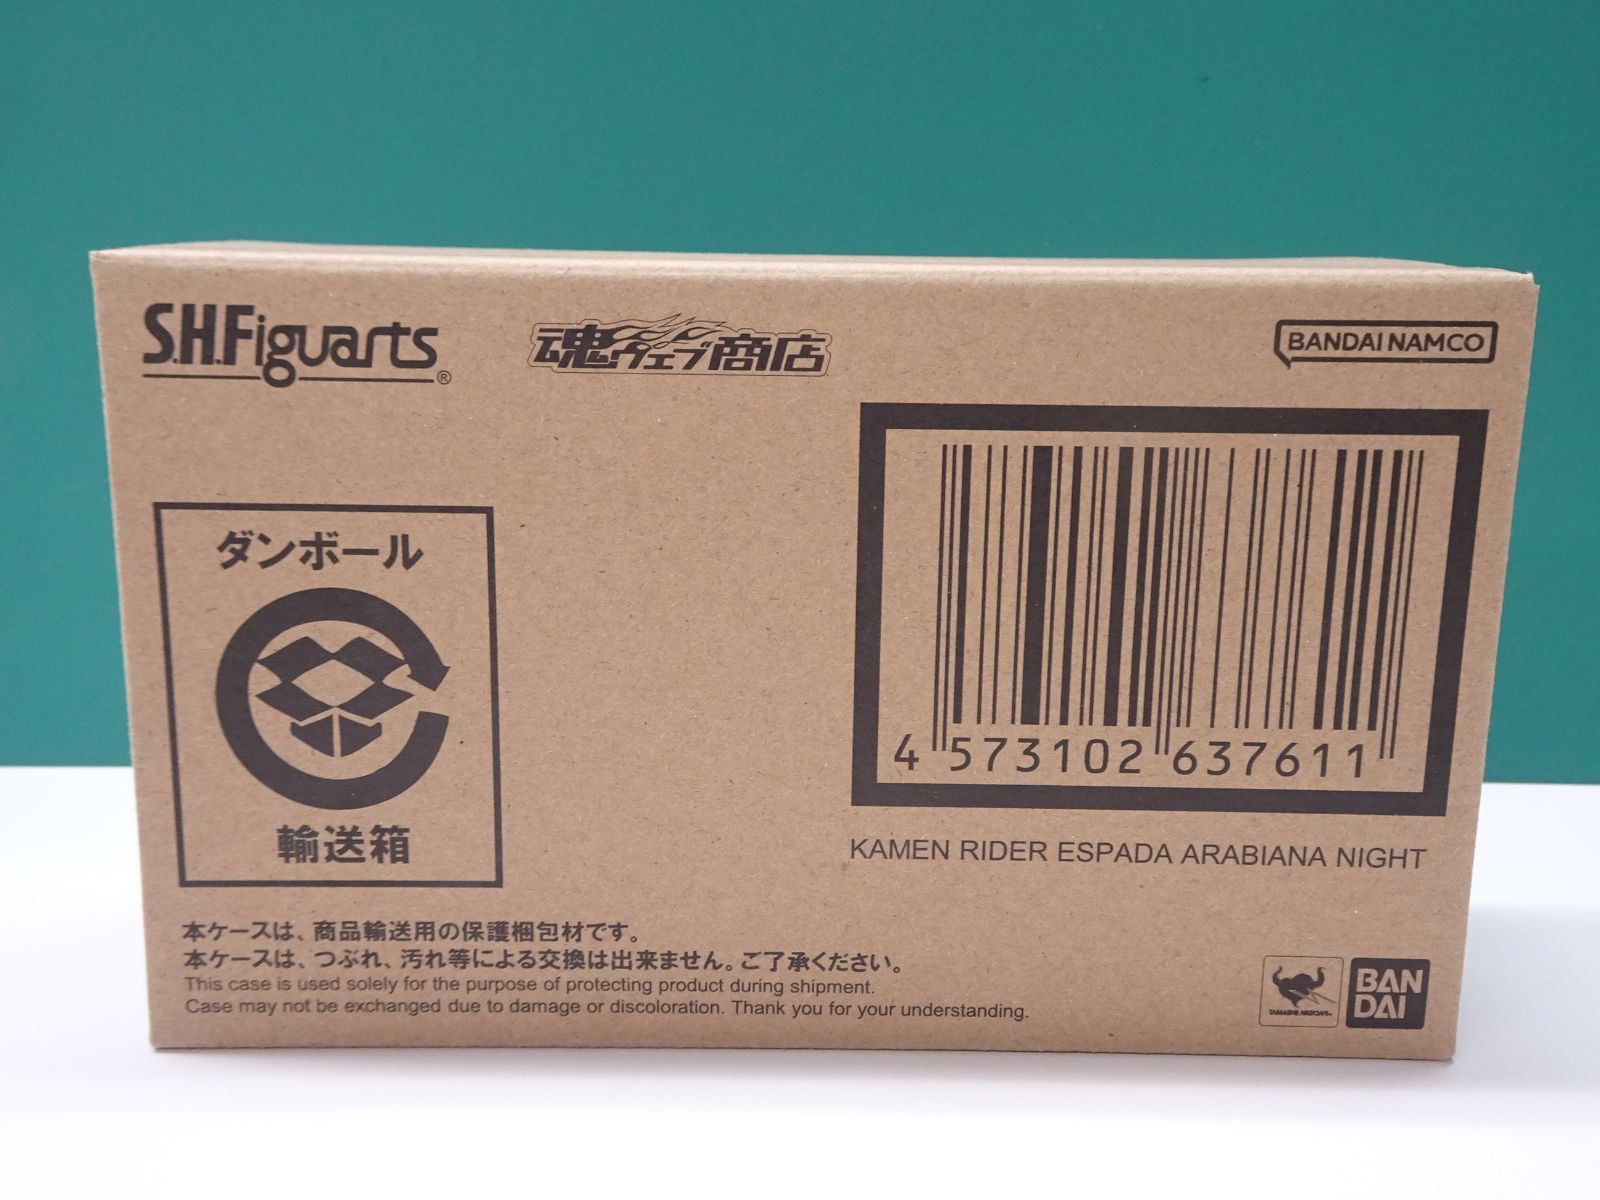 S.H.Figuarts®
魂ウェブ商店
BANDAI NAMCO
ダンボール
輸送箱
4 573102 637611
KAMEN RIDER ESPADA ARABIANA NIGHT
本ケースは、商品輸送用の保護梱包材です。
本ケースは、つぶれ、汚れ等による交換は出来ません。ご了承ください。
This case is used solely for the purpose of protecting product during shipment.
Case may not be exchanged due to damage or discoloration. Thank you for your understanding.
TAMASHII NATIONS
BAN
DAI